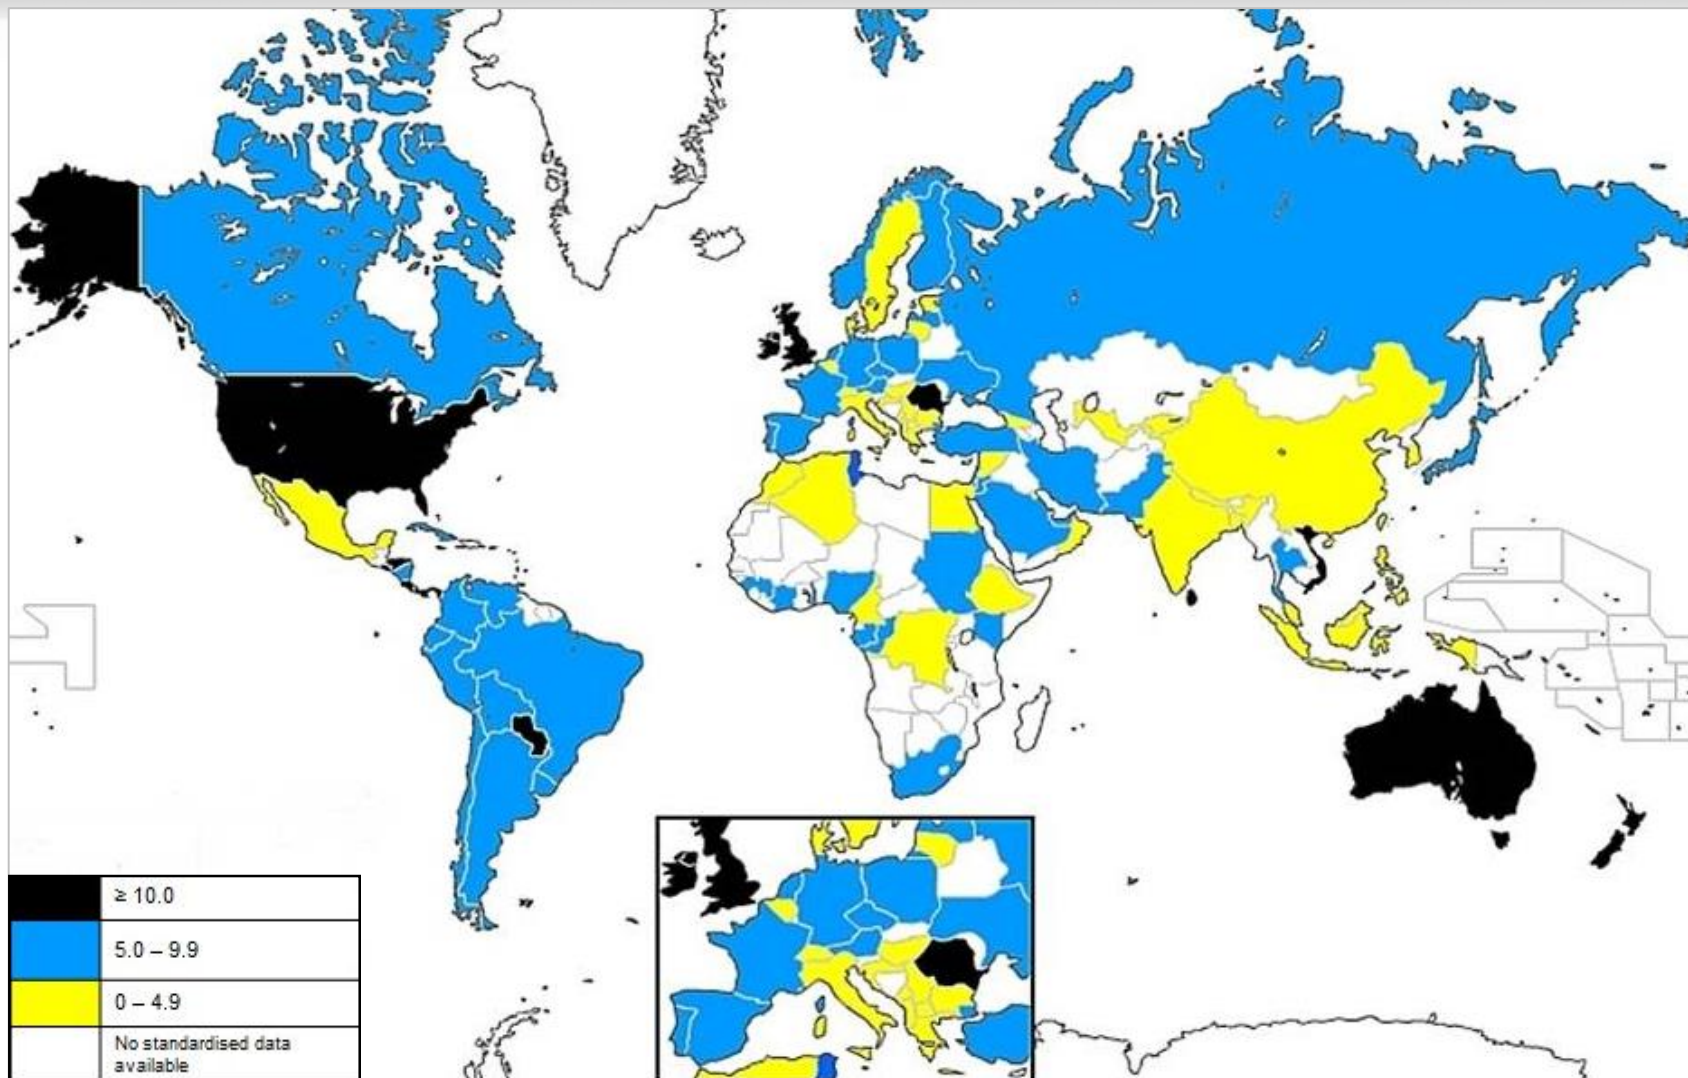 ≥ 10.0
5.0 – 9.9
0 – 4.9
No standardised data
available